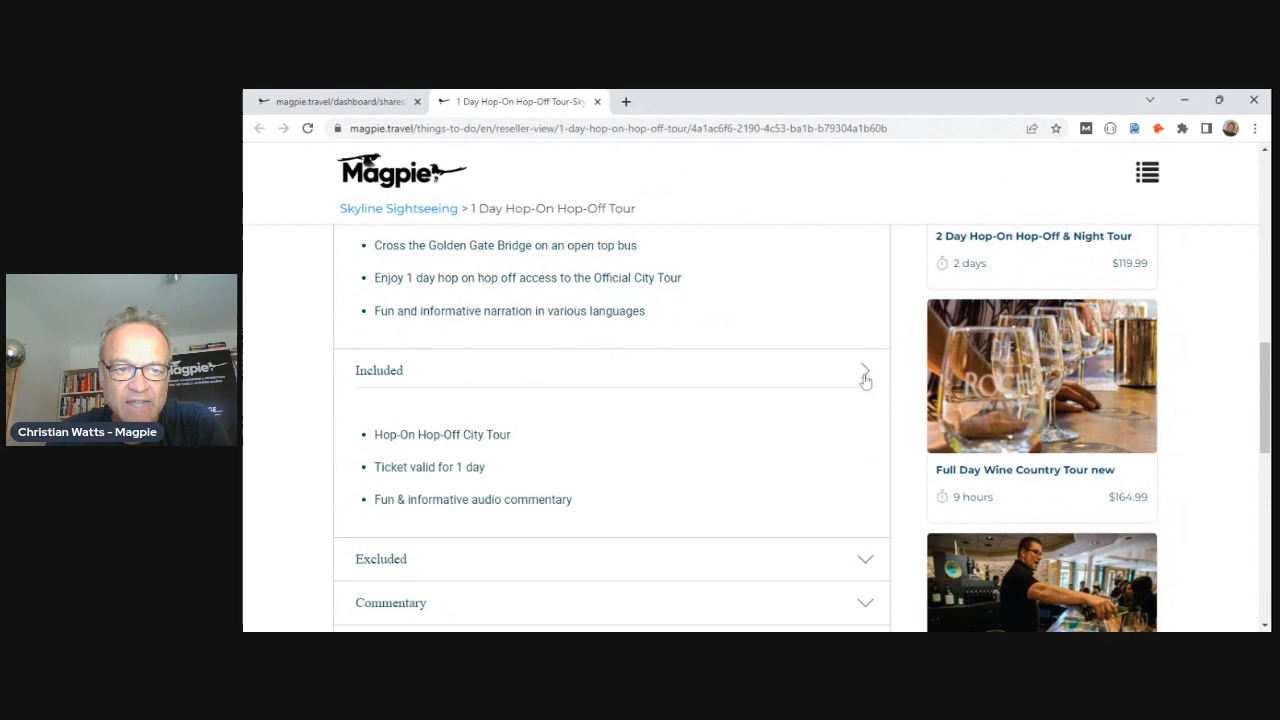 magpie.travel/dashboard/shares
1 Day Hop-On Hop-Off Tour-Sky
magpie.travel/things-to-do/en/reseller-view/1-day-hop-on-hop-off-tour/4a1ac6f6-2190-4c53-ba1b-b79304a1b60b
Magpie
Skyline Sightseeing > 1 Day Hop-On Hop-Off Tour
Cross the Golden Gate Bridge on an open top bus
Enjoy 1 day hop on hop off access to the Official City Tour
Fun and informative narration in various languages
Included
Hop-On Hop-Off City Tour
Ticket valid for 1 day
Fun & informative audio commentary
Excluded
Commentary
2 Day Hop-On Hop-Off & Night Tour
2 days $119.99
Full Day Wine Country Tour new
9 hours $164.99
Magpie
Christian Watts - Magpie